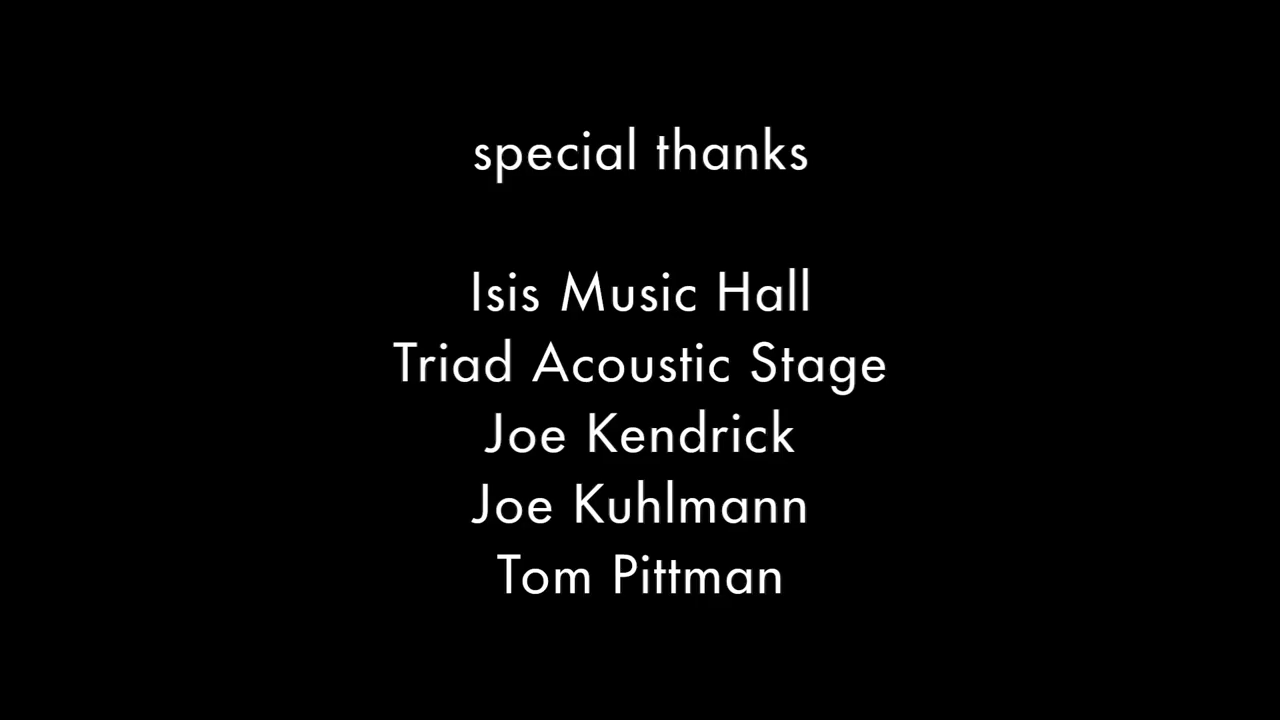 special thanks
Isis Music Hall
Triad Acoustic Stage
Joe Kendrick
Joe Kuhlmann
Tom Pittman